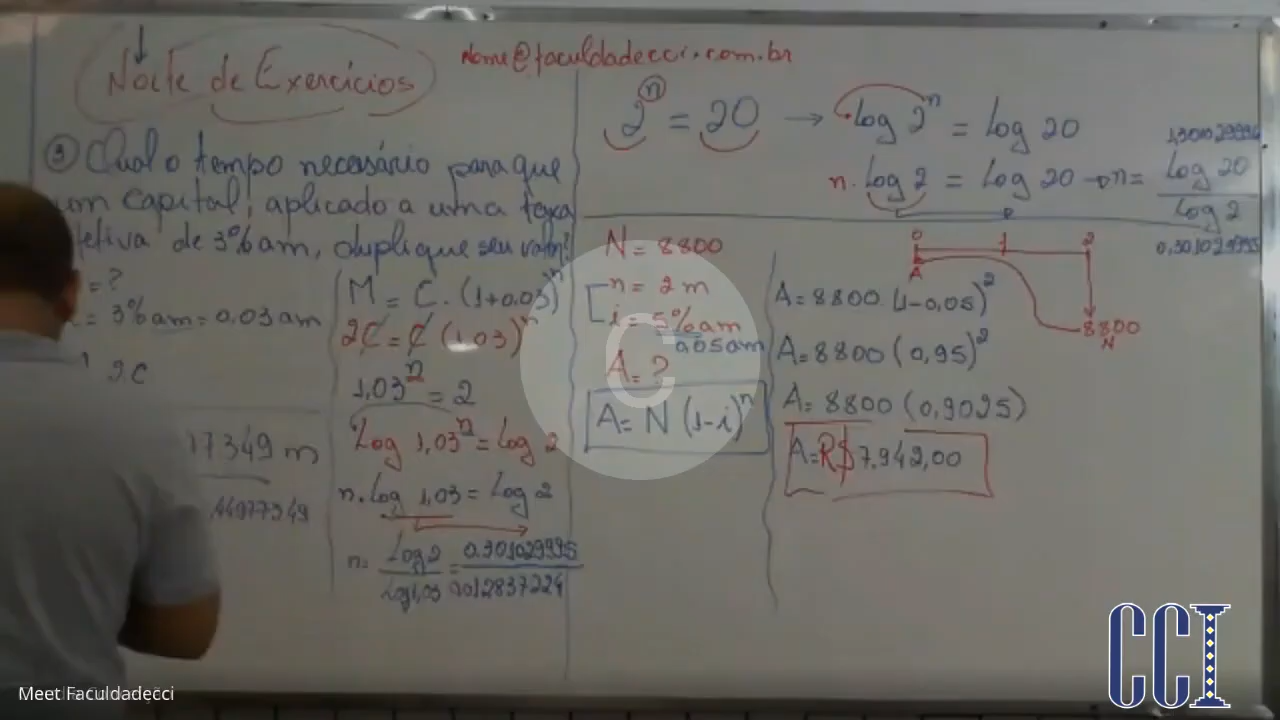 Noite de Exercícios
Nome@faculdadecci.com.br
③ Qual o tempo necessário para que
um capital, aplicado a uma taxa
efetiva de 3% am, duplique seu valor?
= ?
= 3% am = 0,03 am
2C
17349 m
,44977349
M = C . (1+0,03)^n
2C = C (1,03)^n
1,03^n = 2
Log 1,03^n = log 2
n.log 1,03 = Log 2
n = Log 2 / Log 1,03 = 0,301029995 / 0,012837224
2^n = 20 → log 2^n = log 20
n. log 2 = log 20 → n = log 20 / log 2
1,301029996
0,301029995
N = 8800
n = 2 m
i = 5% am
0,05 am
A = ?
A = N (1-i)^n
A = 8800 (1-0,05)^2
A = 8800 (0,95)^2
A = 8800 (0,9025)
A = R$ 7.942,00
0 1 2
A
8800
N
C
CCI
Meet Faculdadecci